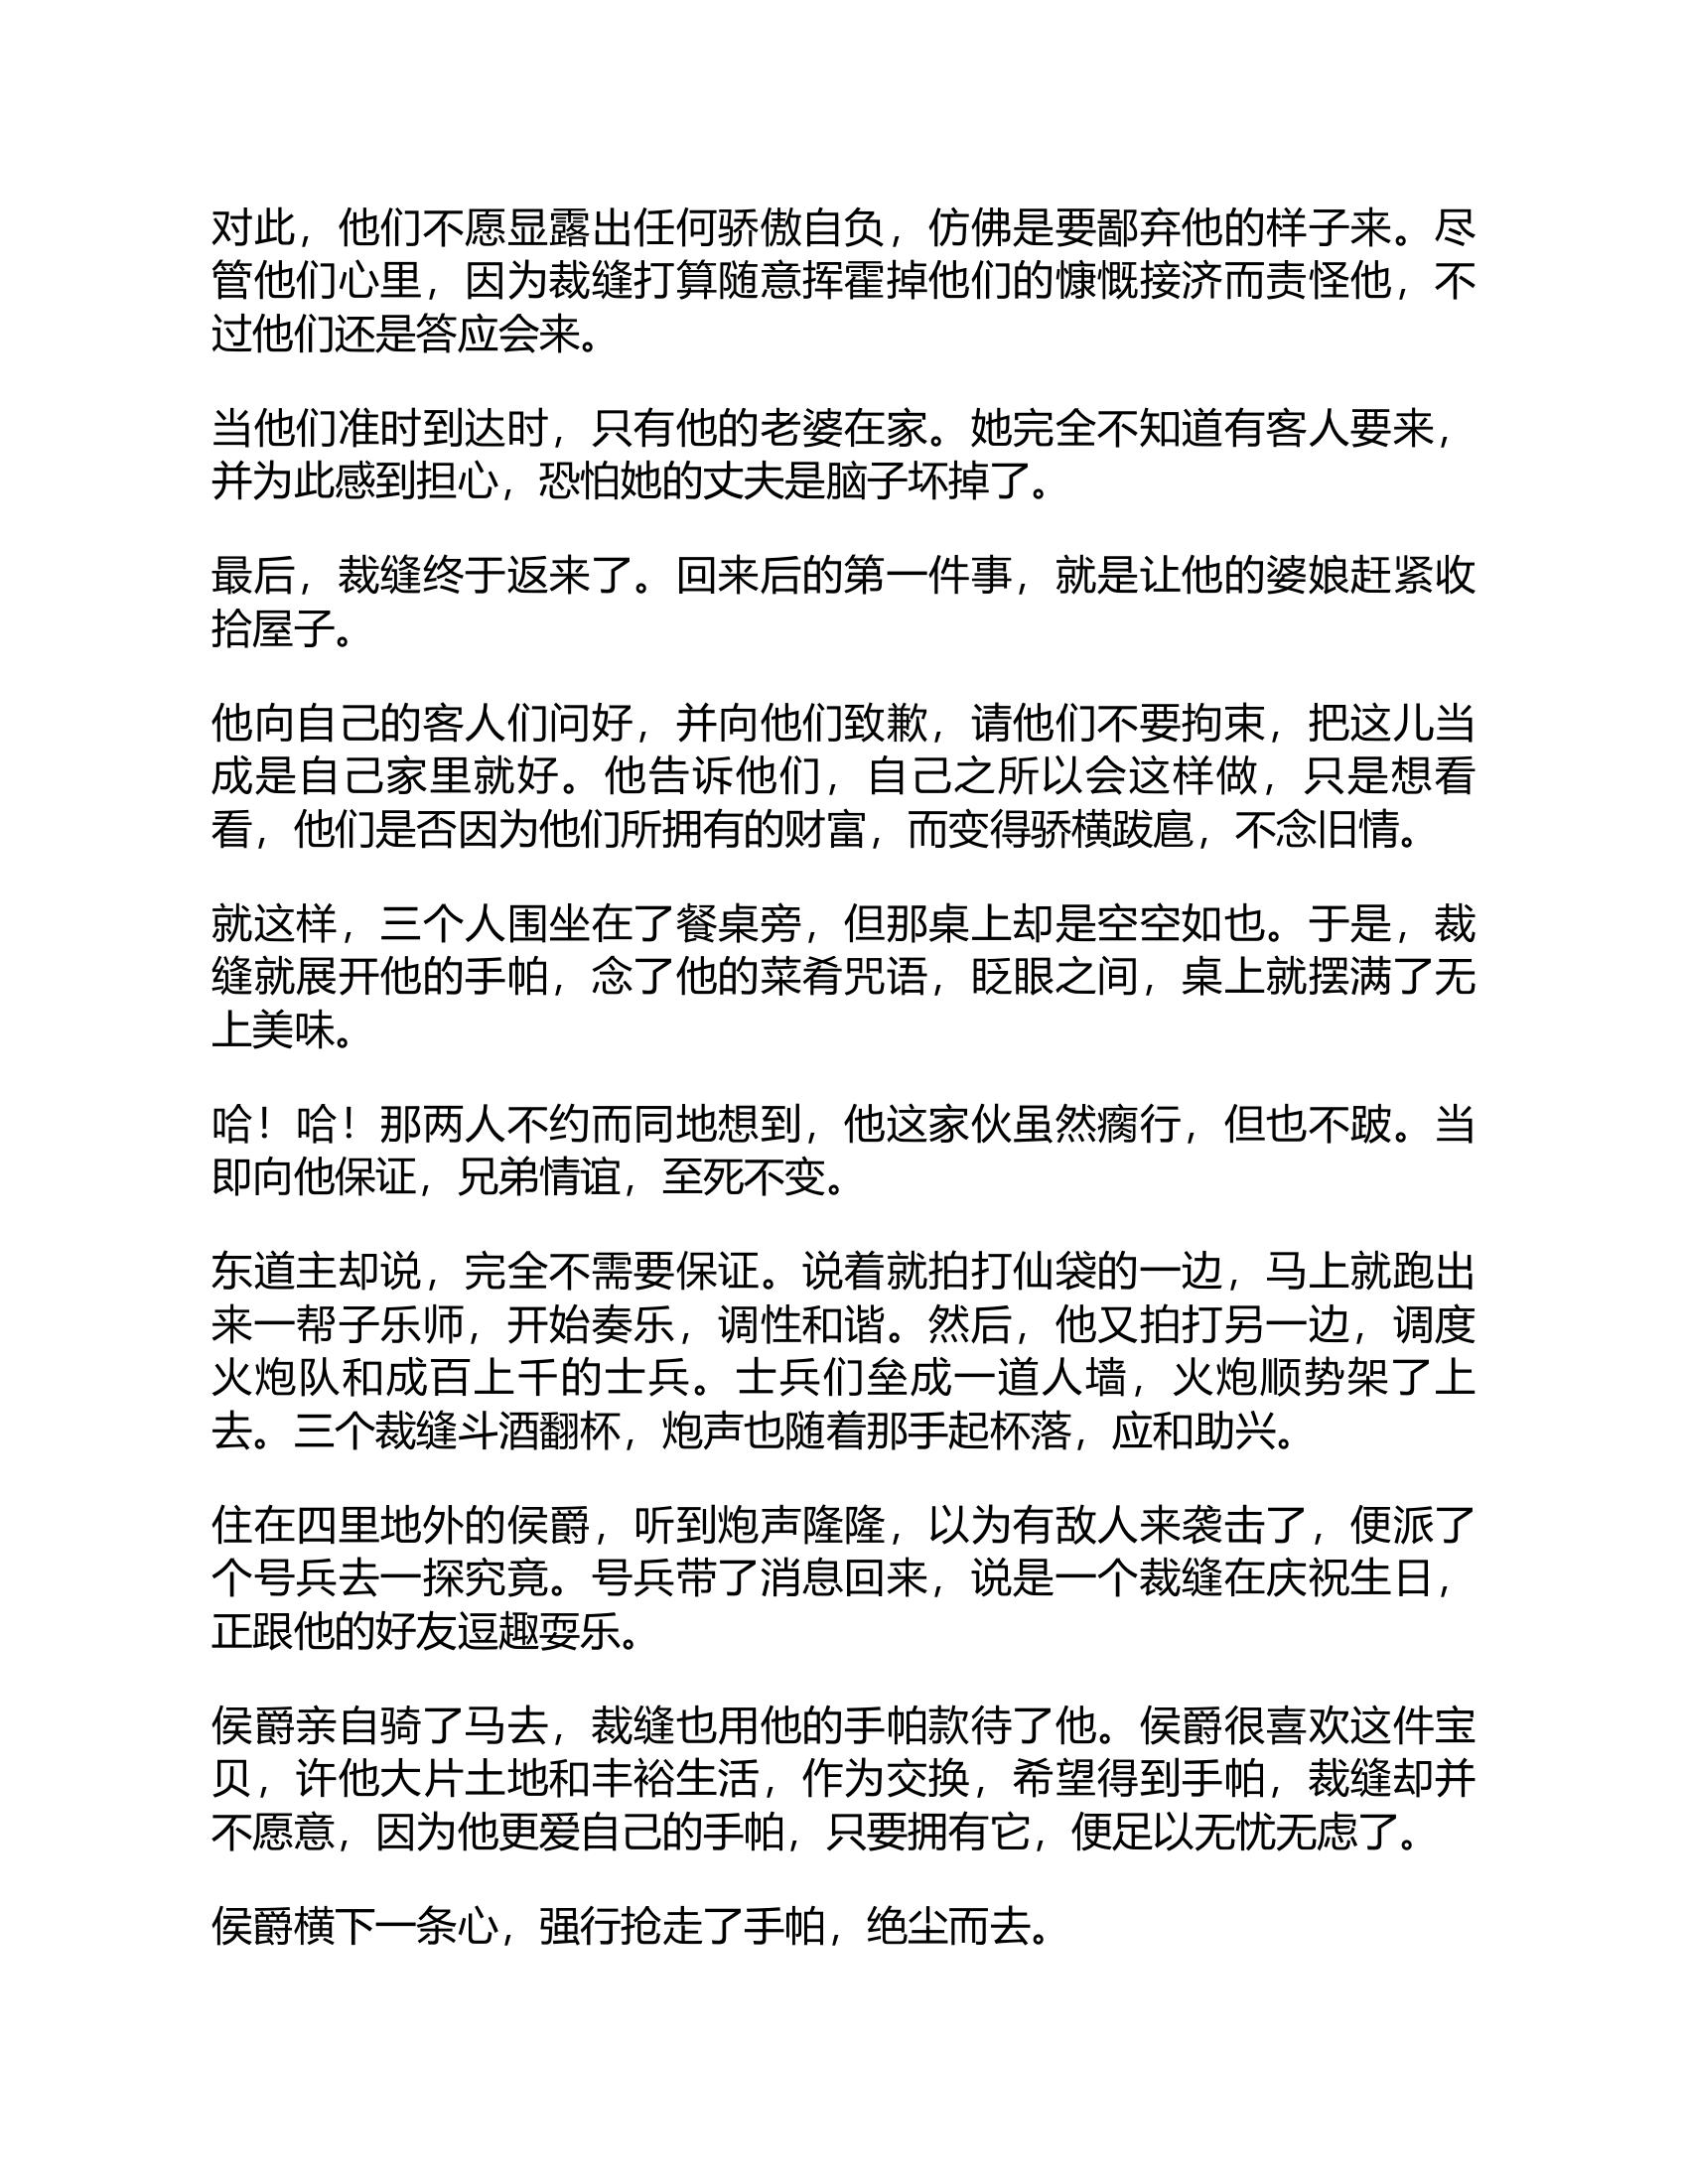 对此，他们不愿显露出任何骄傲自负，仿佛是要鄙弃他的样子来。尽
管他们心里，因为裁缝打算随意挥霍掉他们的慷慨接济而责怪他，不
过他们还是答应会来。
当他们准时到达时，只有他的老婆在家。她完全不知道有客人要来，
并为此感到担心，恐怕她的丈夫是脑子坏掉了。
最后，裁缝终于返来了。回来后的第一件事，就是让他的婆娘赶紧收
拾屋子。
他向自己的客人们问好，并向他们致歉，请他们不要拘束，把这儿当
成是自己家里就好。他告诉他们，自己之所以会这样做，只是想看
看，他们是否因为他们所拥有的财富，而变得骄横跋扈，不念旧情。
就这样，三个人围坐在了餐桌旁，但那桌上却是空空如也。于是，裁
缝就展开他的手帕，念了他的菜肴咒语，眨眼之间，桌上就摆满了无
上美味。
哈！哈！那两人不约而同地想到，他这家伙虽然瘸行，但也不跛。当
即向他保证，兄弟情谊，至死不变。
东道主却说，完全不需要保证。说着就拍打仙袋的一边，马上就跑出
来一帮子乐师，开始奏乐，调性和谐。然后，他又拍打另一边，调度
火炮队和成百上千的士兵。士兵们垒成一道人墙，火炮顺势架了上
去。三个裁缝斗酒翻杯，炮声也随着那手起杯落，应和助兴。
住在四里地外的侯爵，听到炮声隆隆，以为有敌人来袭击了，便派了
个号兵去一探究竟。号兵带了消息回来，说是一个裁缝在庆祝生日，
正跟他的好友逗趣耍乐。
侯爵亲自骑了马去，裁缝也用他的手帕款待了他。侯爵很喜欢这件宝
贝，许他大片土地和丰裕生活，作为交换，希望得到手帕，裁缝却并
不愿意，因为他更爱自己的手帕，只要拥有它，便足以无忧无虑了。
侯爵横下一条心，强行抢走了手帕，绝尘而去。